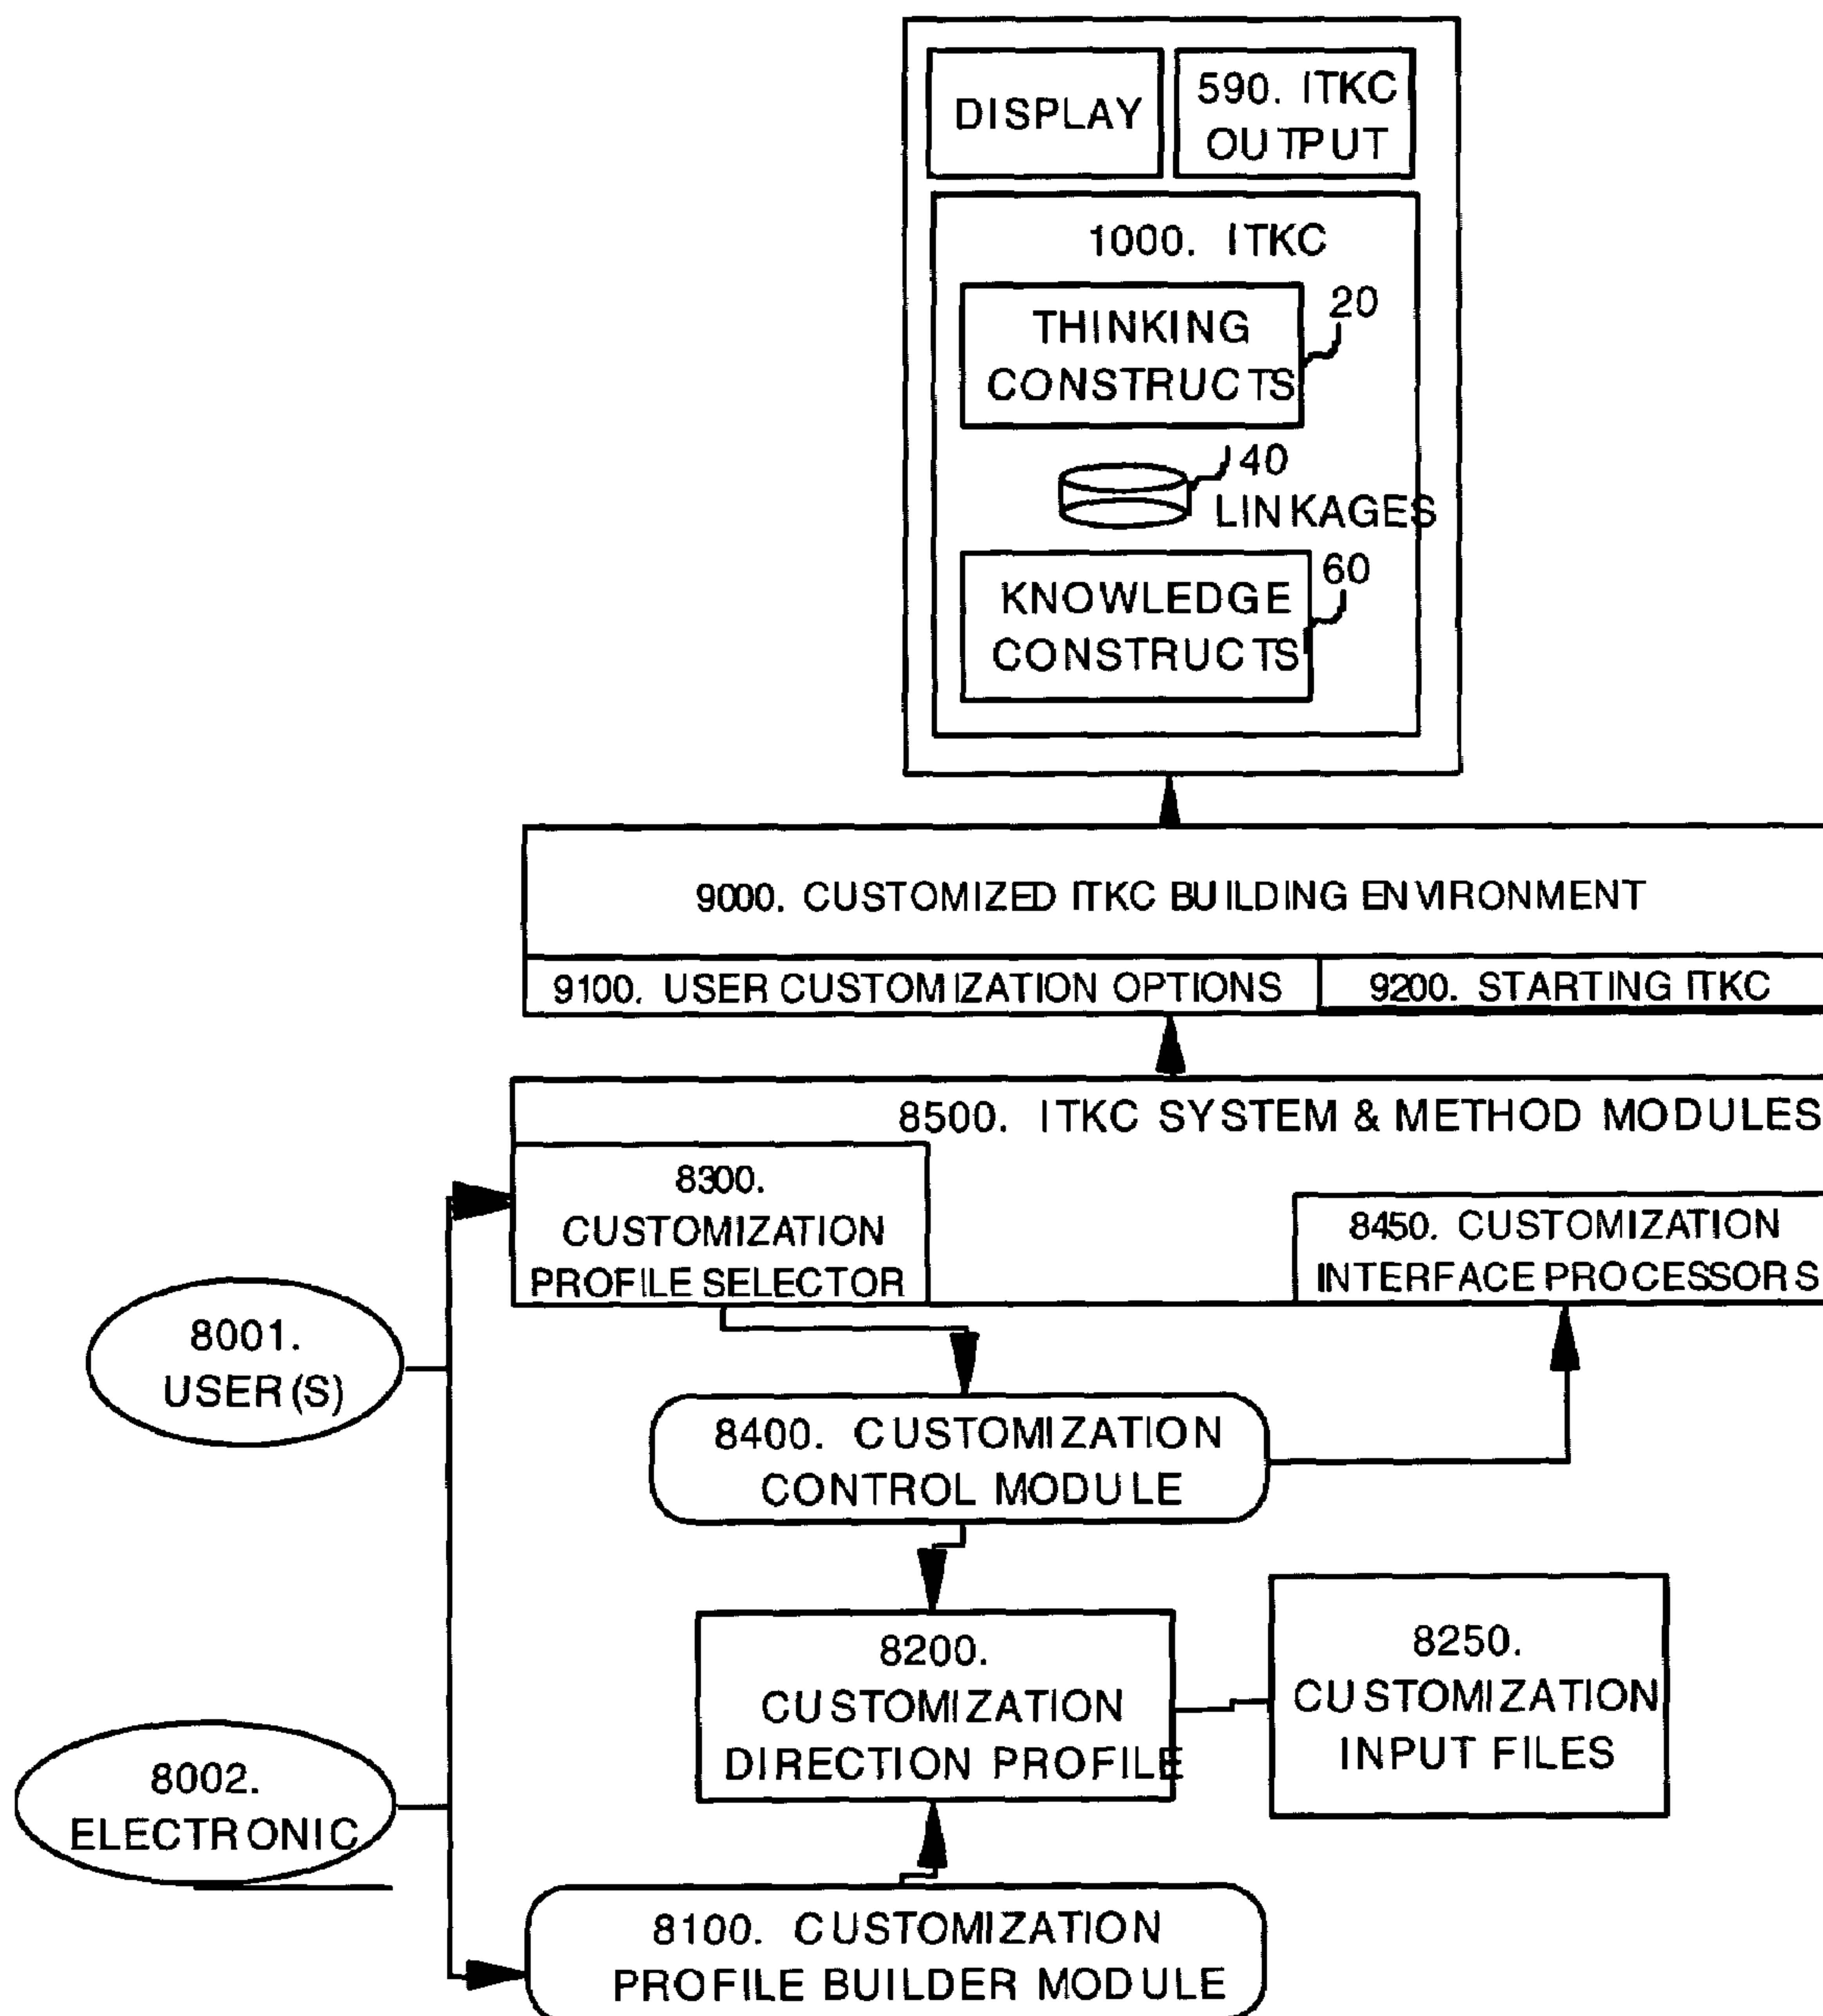 DISPLAY
590. ITKC
OUTPUT
1000. ITKC
THINKING
CONSTRUCTS
20
40
LINKAGES
60
KNOWLEDGE
CONSTRUCTS
9000. CUSTOMIZED ITKC BUILDING ENVIRONMENT
9100. USER CUSTOMIZATION OPTIONS
9200. STARTING ITKC
8500. ITKC SYSTEM & METHOD MODULES
8300.
CUSTOMIZATION
PROFILE SELECTOR
8450. CUSTOMIZATION
INTERFACE PROCESSORS
8001.
USER(S)
8400. CUSTOMIZATION
CONTROL MODULE
8200.
CUSTOMIZATION
DIRECTION PROFILE
8250.
CUSTOMIZATION
INPUT FILES
8002.
ELECTRONIC
8100. CUSTOMIZATION
PROFILE BUILDER MODULE